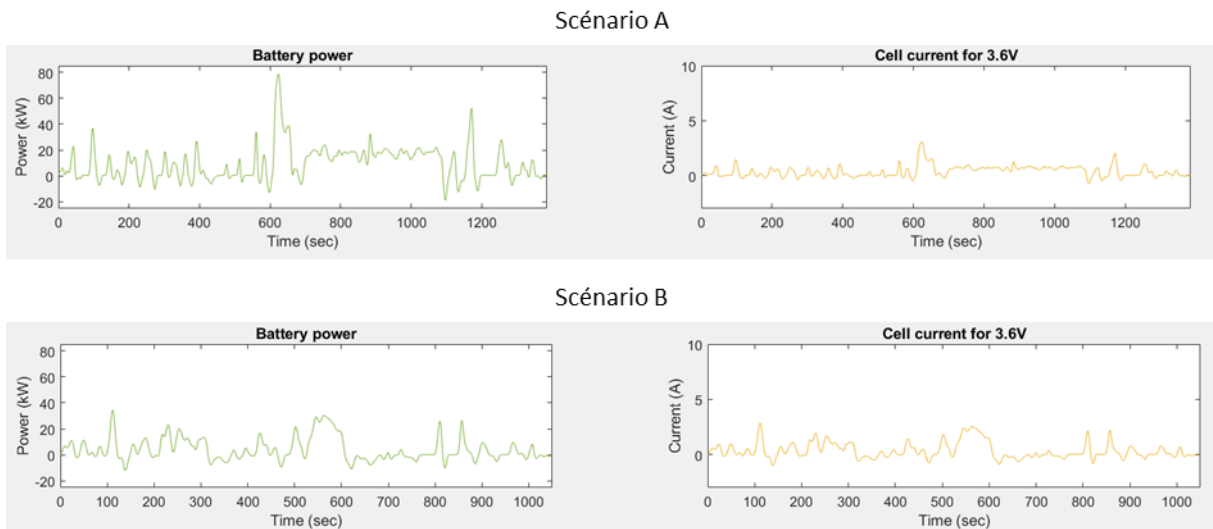 Scénario A
Battery power
Power (kW)
80
60
40
20
0
-20
0 200 400 600 800 1000 1200
Time (sec)
Cell current for 3.6V
Current (A)
10
5
0
0 200 400 600 800 1000 1200
Time (sec)
Scénario B
Battery power
Power (kW)
80
60
40
20
0
-20
0 100 200 300 400 500 600 700 800 900 1000
Time (sec)
Cell current for 3.6V
Current (A)
10
5
0
0 100 200 300 400 500 600 700 800 900 1000
Time (sec)